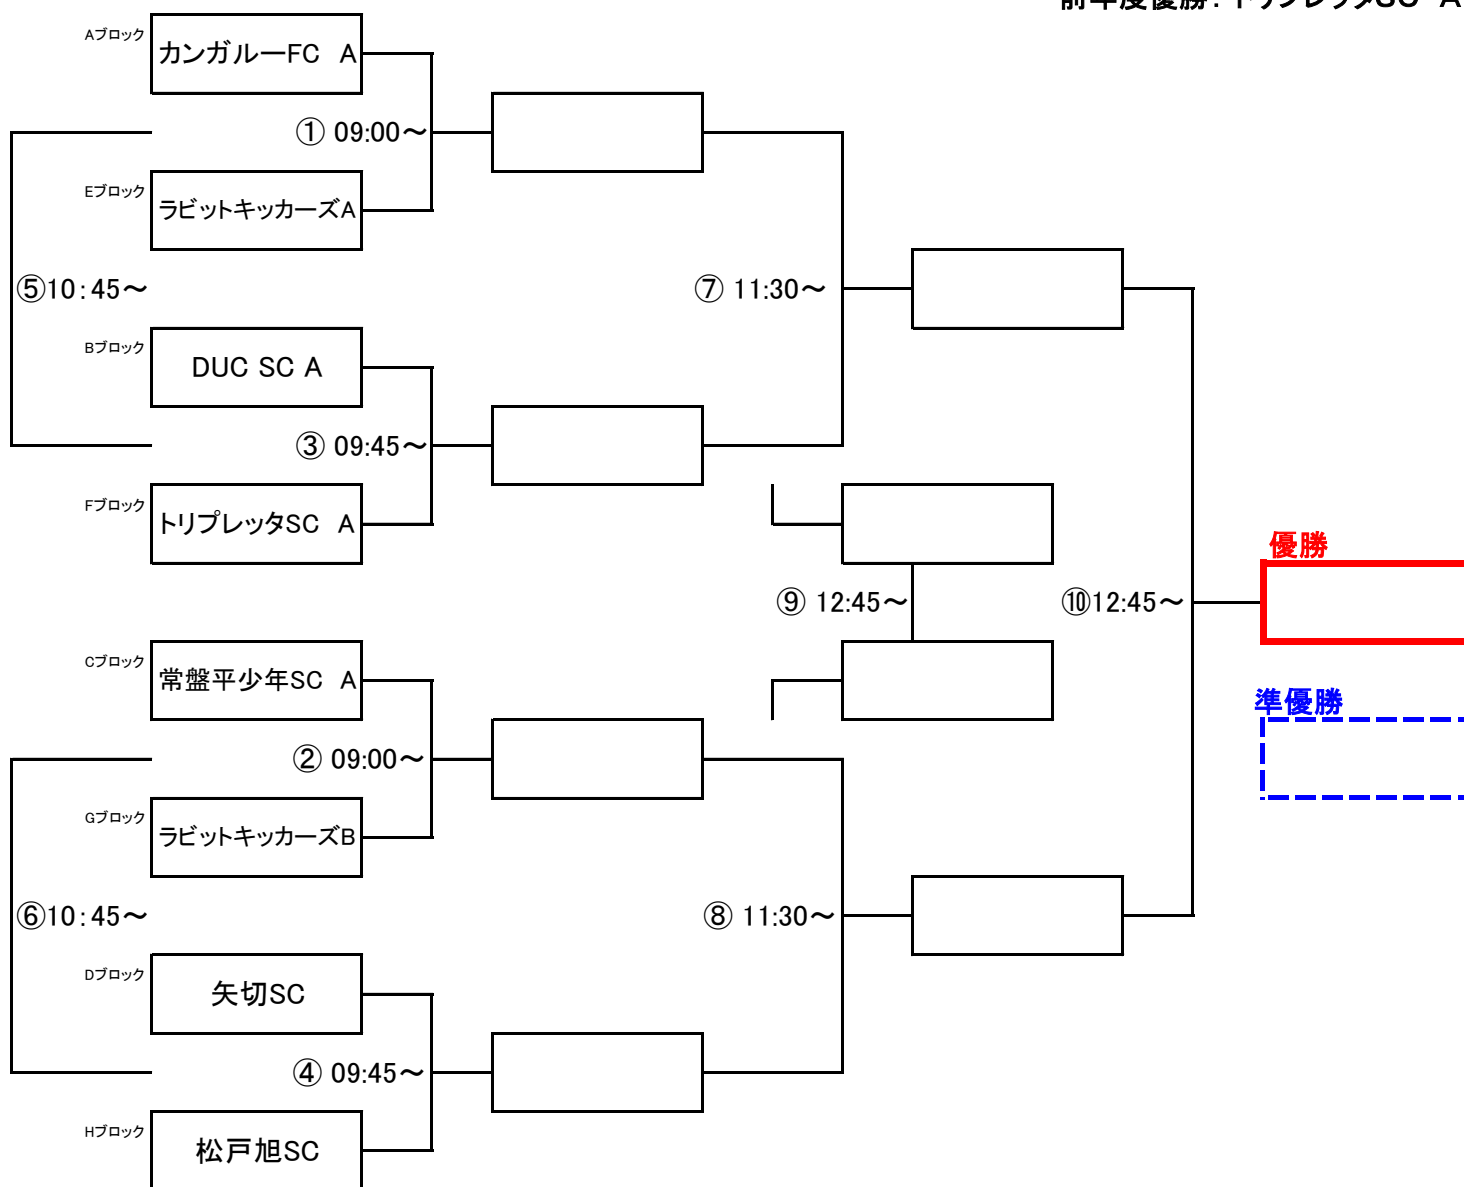 前年度優勝：トリプレッタSC A
Aブロック
カンガルーFC A
① 09:00～
Eブロック
ラビットキッカーズA
⑤10:45～
⑦ 11:30～
Bブロック
DUC SC A
③ 09:45～
Fブロック
トリプレッタSC A
優勝
⑨ 12:45～
⑩12:45～
Cブロック
常盤平少年SC A
準優勝
② 09:00～
Gブロック
ラビットキッカーズB
⑥10:45～
⑧ 11:30～
Dブロック
矢切SC
④ 09:45～
Hブロック
松戸旭SC